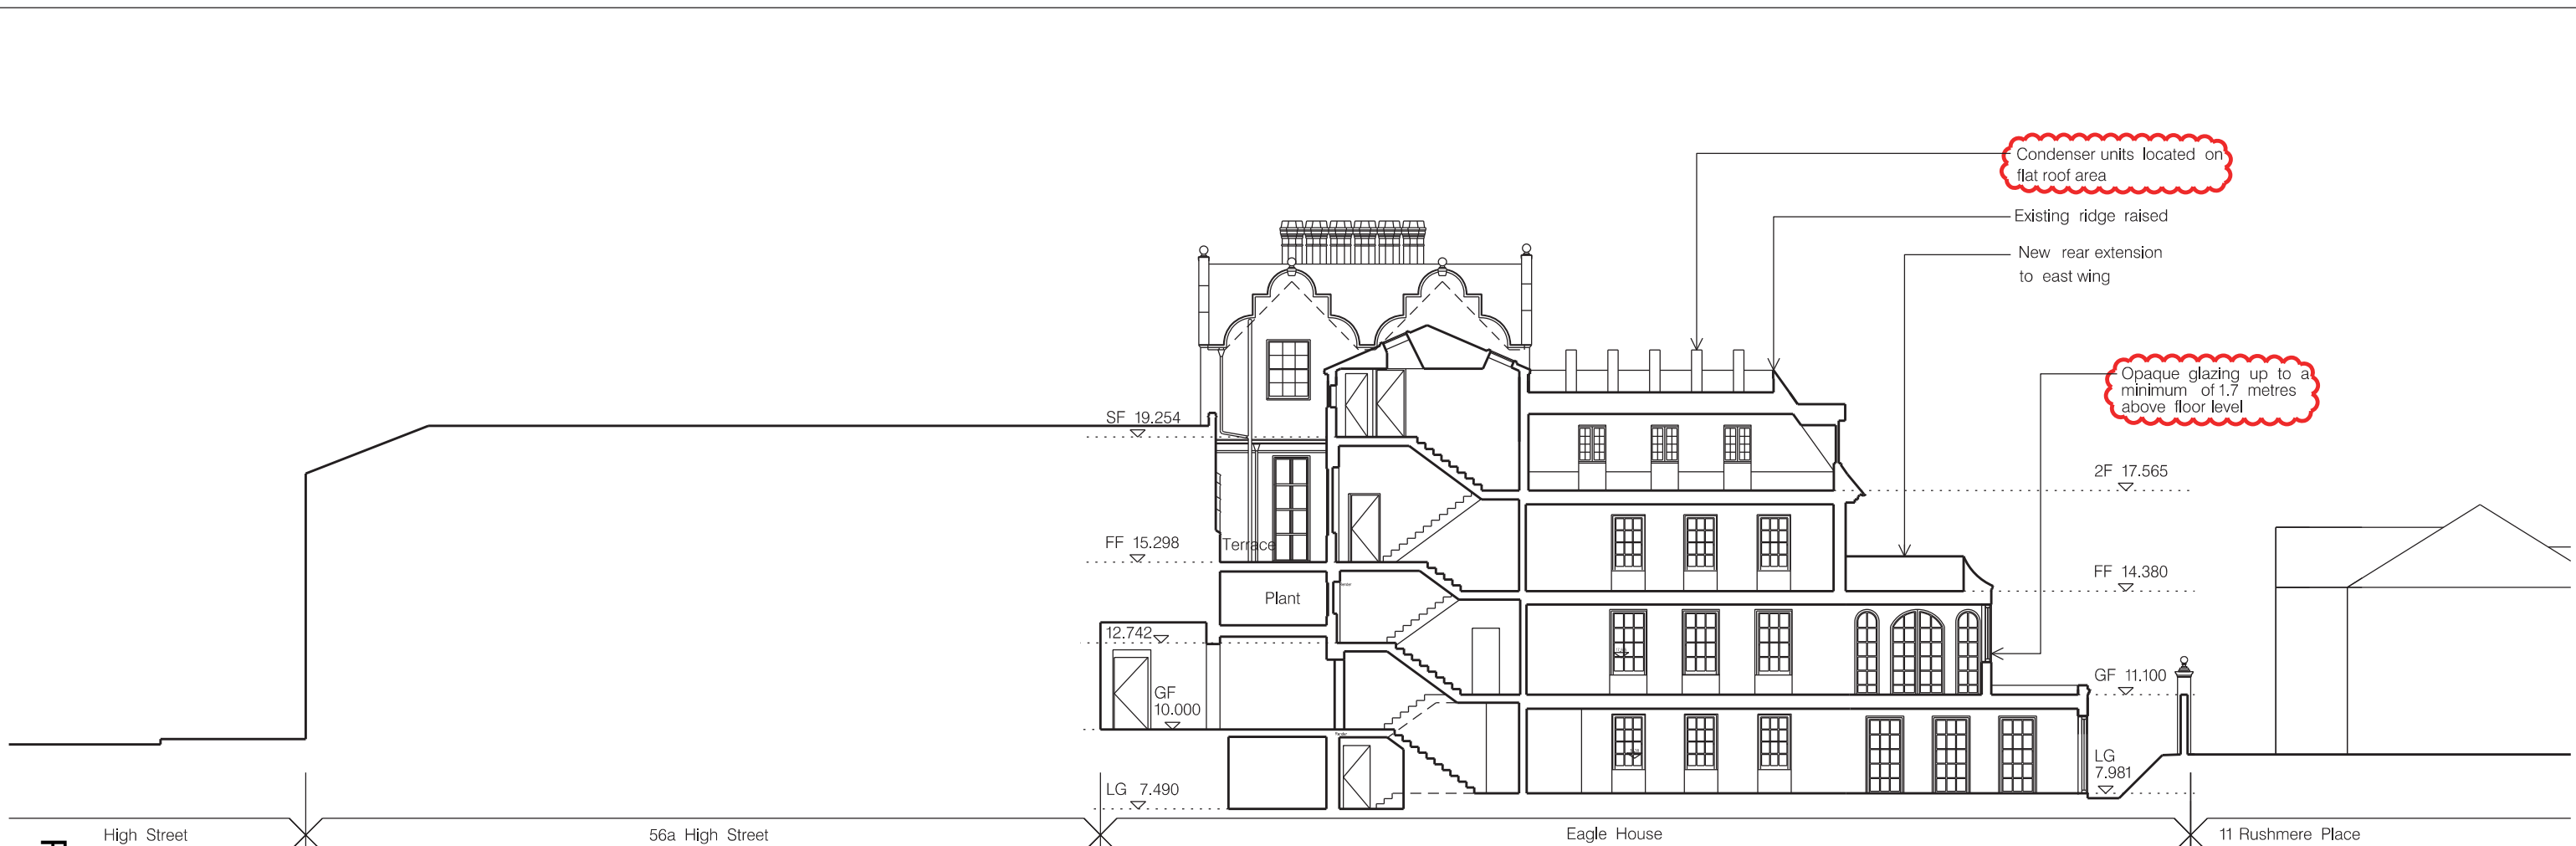 Condenser units located on
flat roof area
Existing ridge raised
New rear extension
to east wing
Opaque glazing up to a
minimum of 1.7 metres
above floor level
SF 19.254
2F 17.565
FF 15.298
Terrace
FF 14.380
Plant
12.742
GF
10.000
GF 11.100
LG
7.981
LG 7.490
High Street
56a High Street
Eagle House
11 Rushmere Place